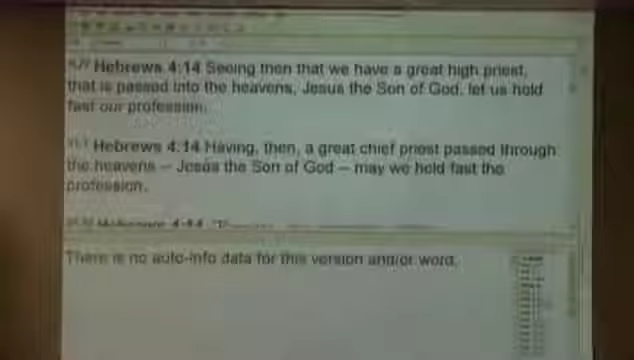 Hebrews 4:14 Seeing then that we have a great high priest,
that is passed into the heavens, Jesus the Son of God, let us hold
fast our profession.
Hebrews 4:14 Having, then, a great chief priest passed through
the heavens -- Jesus the Son of God -- may we hold fast the
profession,
Hebrews 4:14
There is no auto-info data for this version and/or word.